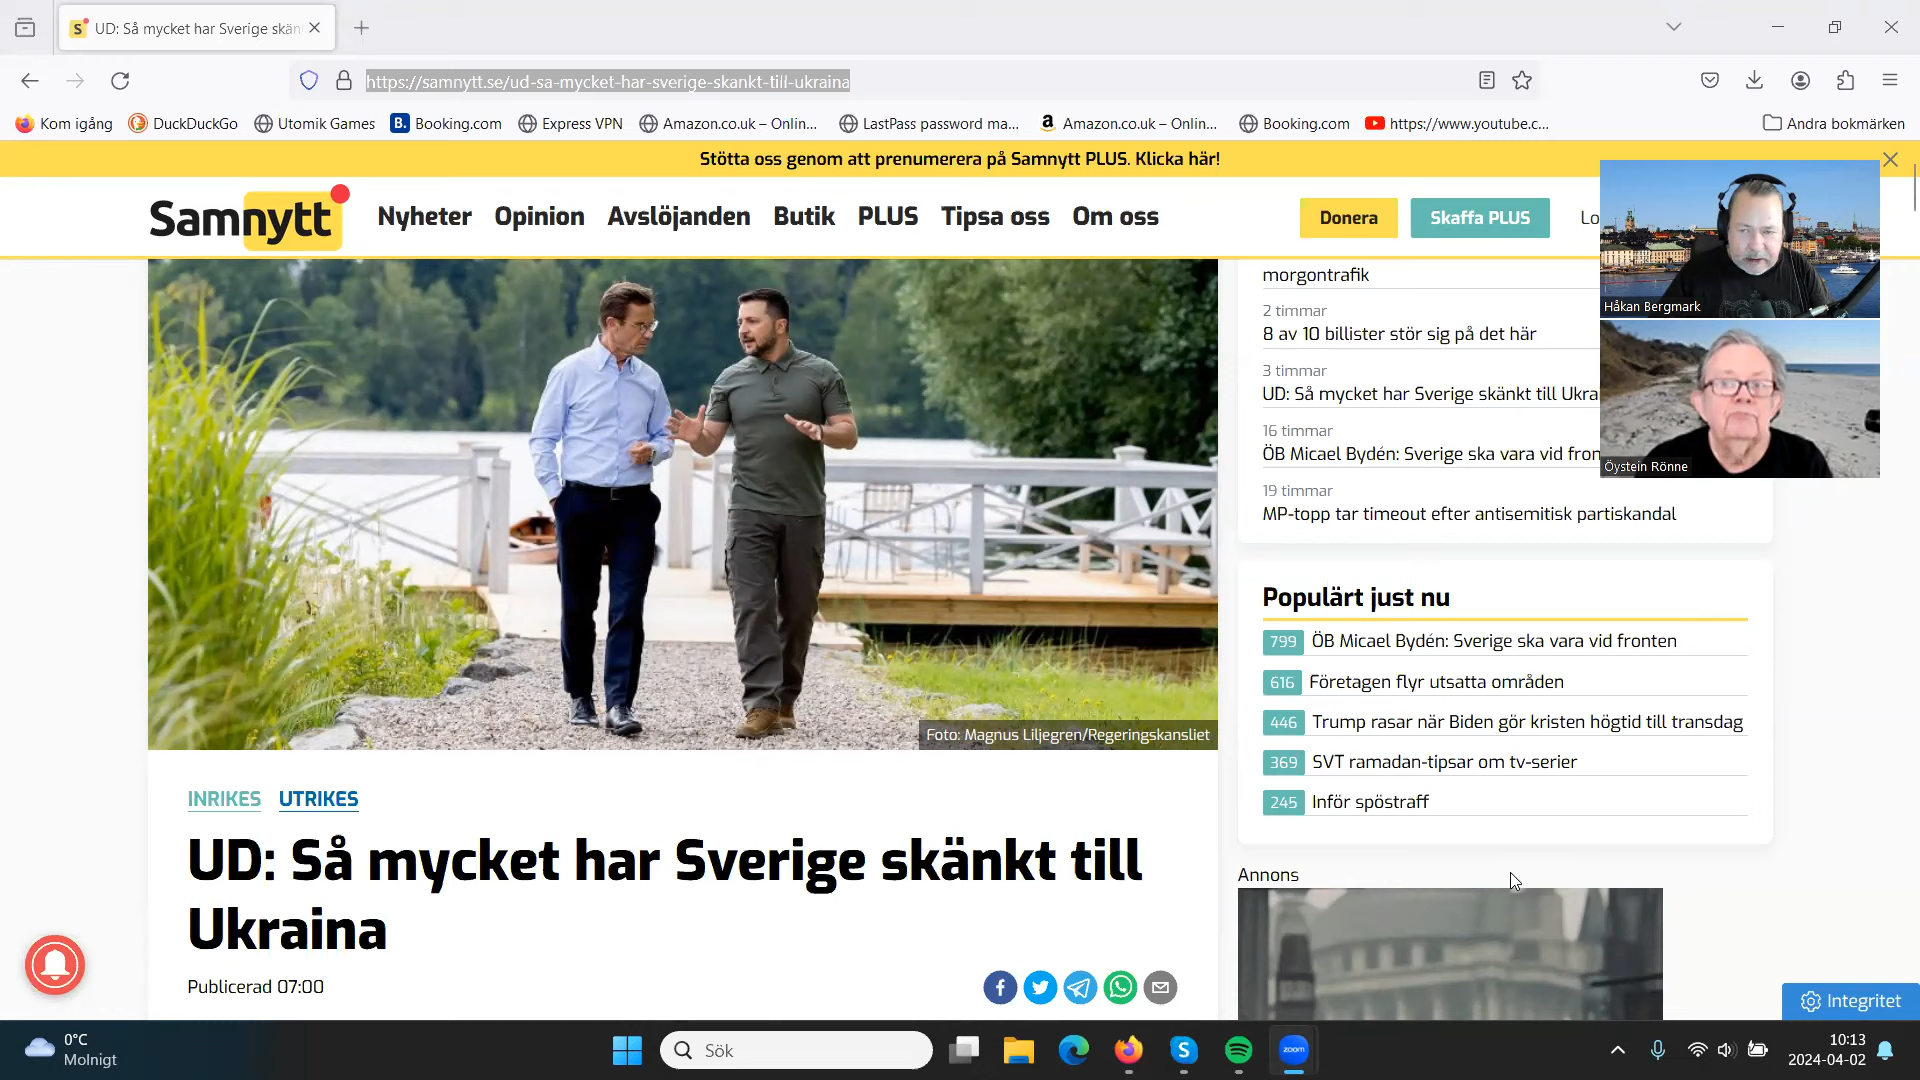 UD: Så mycket har Sverige skän
https://samnytt.se/ud-sa-mycket-har-sverige-skankt-till-ukraina
Kom igång
DuckDuckGo
Utomik Games
B.
Booking.com
Express VPN
Amazon.co.uk – Onlin...
LastPass password ma...
a
Amazon.co.uk – Onlin...
Booking.com
https://www.youtube.c...
Andra bokmärken
Stötta oss genom att prenumerera på Samnytt PLUS. Klicka här!
Samnytt
Nyheter
Opinion
Avslöjanden
Butik
PLUS
Tipsa oss
Om oss
Donera
Skaffa PLUS
Lo
Håkan Bergmark
Öystein Rönne
morgontrafik
2 timmar
8 av 10 billister stör sig på det här
3 timmar
UD: Så mycket har Sverige skänkt till Ukra
16 timmar
ÖB Micael Bydén: Sverige ska vara vid fron
19 timmar
MP-topp tar timeout efter antisemitisk partiskandal
Populärt just nu
799 ÖB Micael Bydén: Sverige ska vara vid fronten
616 Företagen flyr utsatta områden
446 Trump rasar när Biden gör kristen högtid till transdag
369 SVT ramadan-tipsar om tv-serier
245 Inför spöstraff
Annons
Foto: Magnus Liljegren/Regeringskansliet
INRIKES UTRIKES
UD: Så mycket har Sverige skänkt till
Ukraina
Publicerad 07:00
Integritet
0°C
Molnigt
Sök
zoom
10:13
2024-04-02